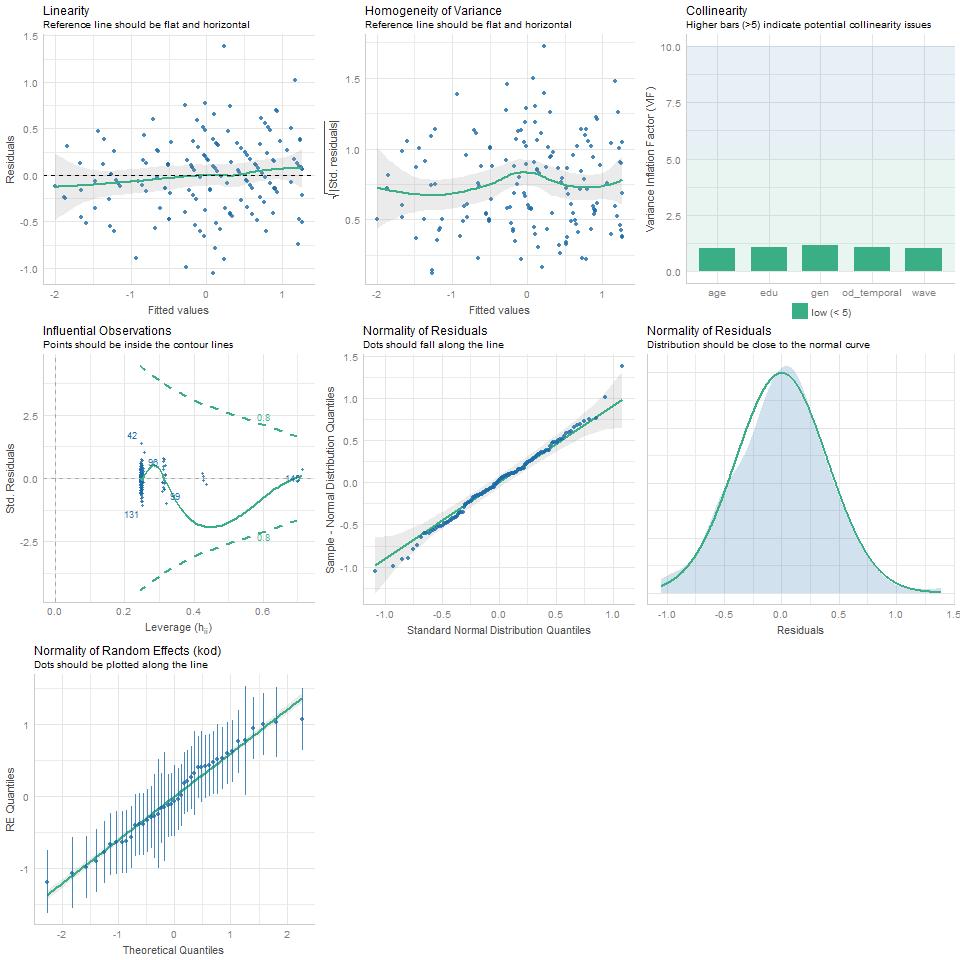 Linearity
Reference line should be flat and horizontal
1.5
1.0
0.5
0.0
-0.5
-1.0
Residuals
-2
-1
0
1
Fitted values
Homogeneity of Variance
Reference line should be flat and horizontal
1.5
1.0
0.5
√|Std. residuals|
-2
-1
0
1
Fitted values
Collinearity
Higher bars (>5) indicate potential collinearity issues
10.0
7.5
5.0
2.5
0.0
Variance Inflation Factor (VIF)
age
edu
gen
od_temporal
wave
low (< 5)
Influential Observations
Points should be inside the contour lines
2.5
0.0
-2.5
Std. Residuals
0.8
42
99
131
0.8
0.0
0.2
0.4
0.6
Leverage (hii)
Normality of Residuals
Dots should fall along the line
1.5
1.0
0.5
0.0
-0.5
-1.0
Sample - Normal Distribution Quantiles
-1.0
-0.5
0.0
0.5
1.0
Standard Normal Distribution Quantiles
Normality of Residuals
Distribution should be close to the normal curve
-1.0
-0.5
0.0
0.5
1.0
1.5
Residuals
Normality of Random Effects (kod)
Dots should be plotted along the line
1
0
-1
RE Quantiles
-2
-1
0
1
2
Theoretical Quantiles